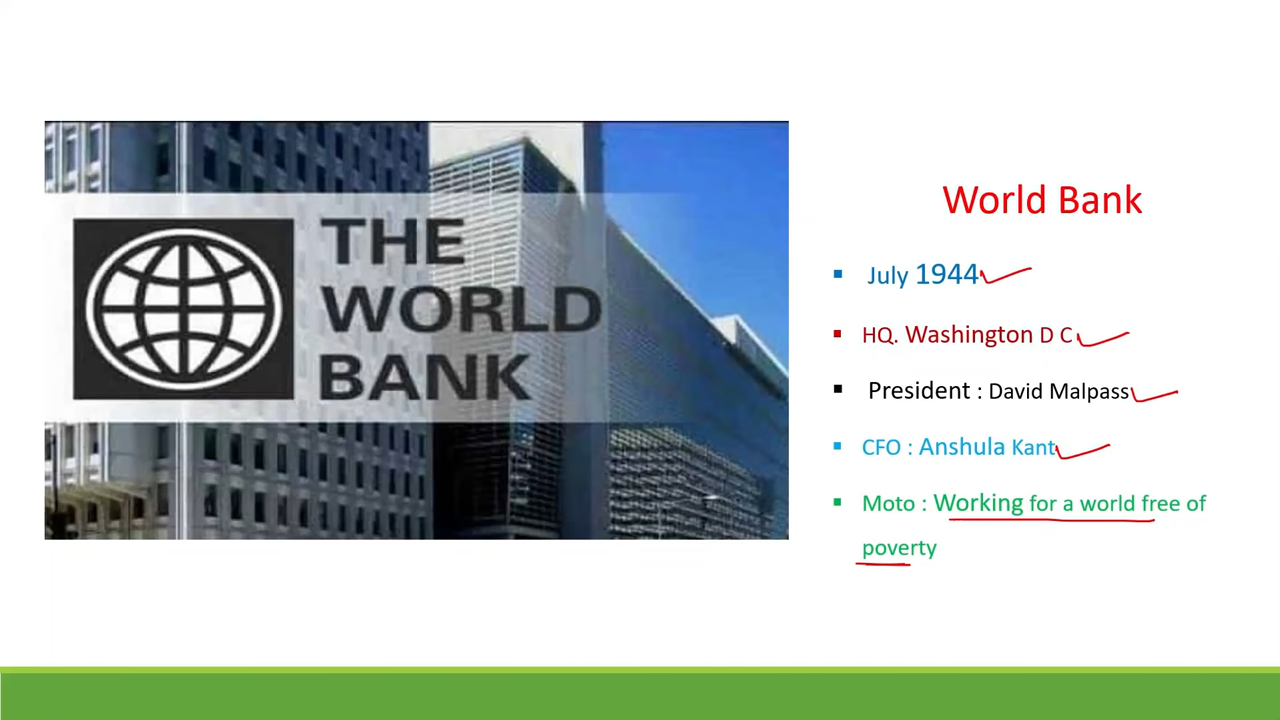 THE
WORLD
BANK
World Bank
July 1944
HQ. Washington D C
President : David Malpass
CFO : Anshula Kant
Moto : Working for a world free of
poverty